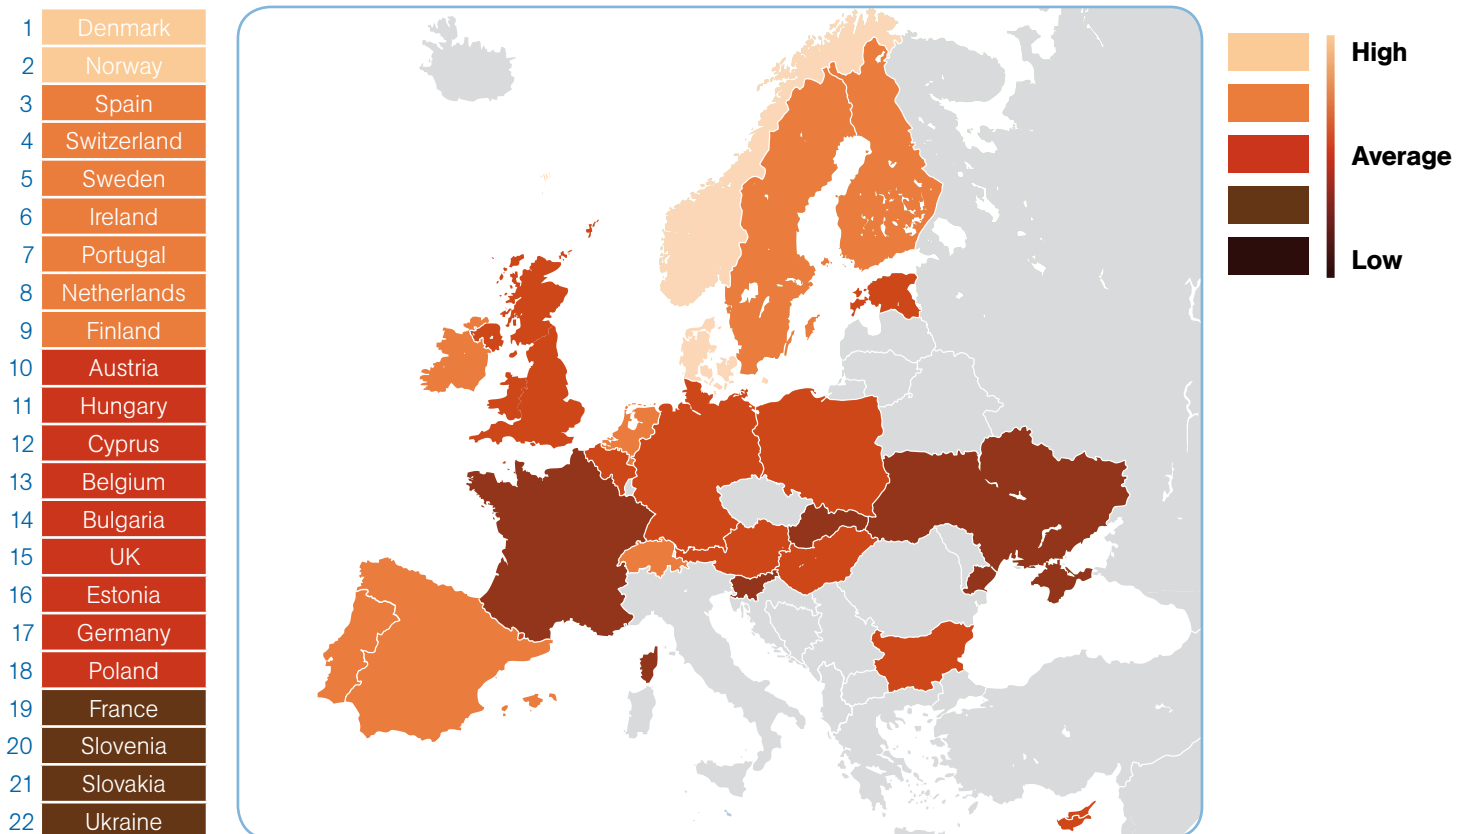 1 Denmark
2 Norway
3 Spain
4 Switzerland
5 Sweden
6 Ireland
7 Portugal
8 Netherlands
9 Finland
10 Austria
11 Hungary
12 Cyprus
13 Belgium
14 Bulgaria
15 UK
16 Estonia
17 Germany
18 Poland
19 France
20 Slovenia
21 Slovakia
22 Ukraine
High
Average
Low